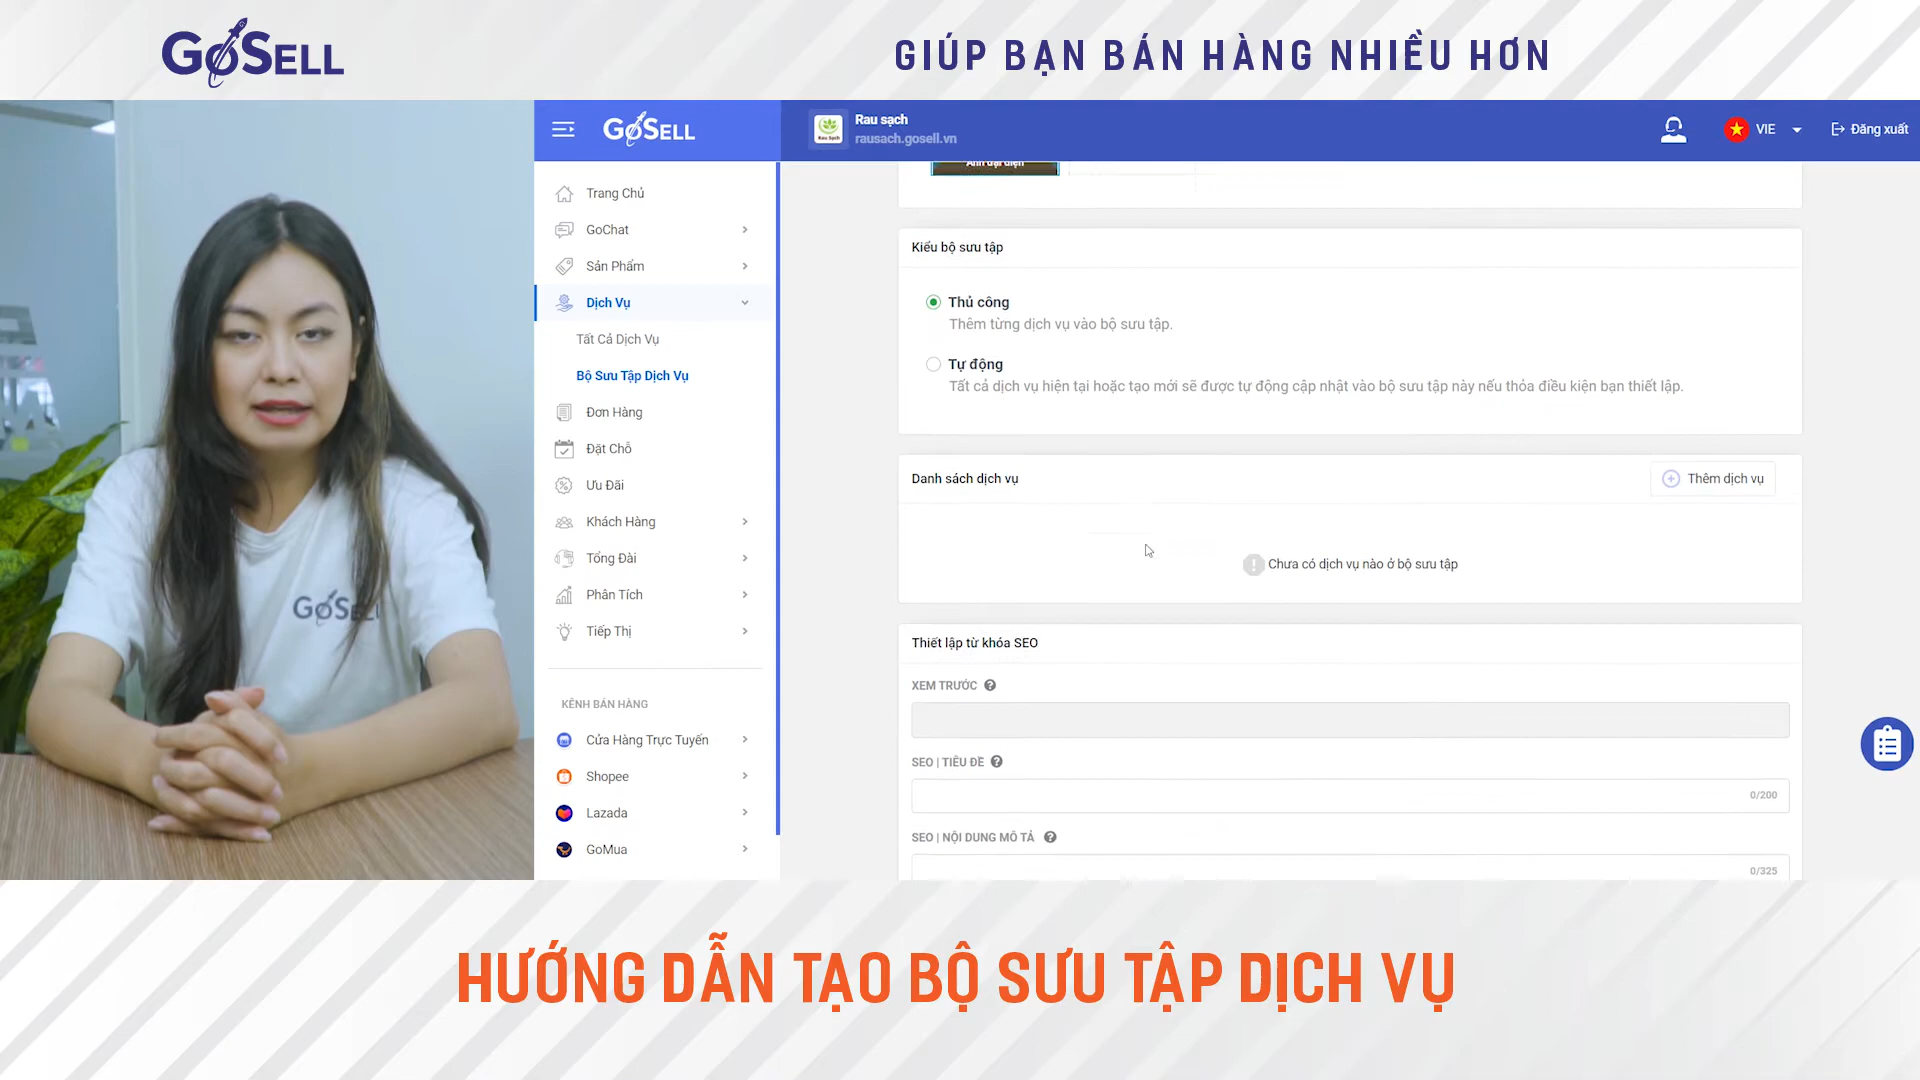 GoSELL
GIÚP BẠN BÁN HÀNG NHIỀU HƠN
GoSELL
Rau sạch
rausach.gosell.vn
VIE
Đăng xuất
Ảnh đại diện
Trang Chủ
GoChat
Sản Phẩm
Dịch Vụ
Tất Cả Dịch Vụ
Bộ Sưu Tập Dịch Vụ
Đơn Hàng
Đặt Chỗ
Ưu Đãi
Khách Hàng
Tổng Đài
Phân Tích
Tiếp Thị
KÊNH BÁN HÀNG
Cửa Hàng Trực Tuyến
Shopee
Lazada
GoMua
Kiểu bộ sưu tập
Thủ công
Thêm từng dịch vụ vào bộ sưu tập.
Tự động
Tất cả dịch vụ hiện tại hoặc tạo mới sẽ được tự động cập nhật vào bộ sưu tập này nếu thỏa điều kiện bạn thiết lập.
Danh sách dịch vụ
Thêm dịch vụ
Chưa có dịch vụ nào ở bộ sưu tập
Thiết lập từ khóa SEO
XEM TRƯỚC
SEO | TIÊU ĐỀ
0/200
SEO | NỘI DUNG MÔ TẢ
0/325
GoSELL
HƯỚNG DẪN TẠO BỘ SƯU TẬP DỊCH VỤ